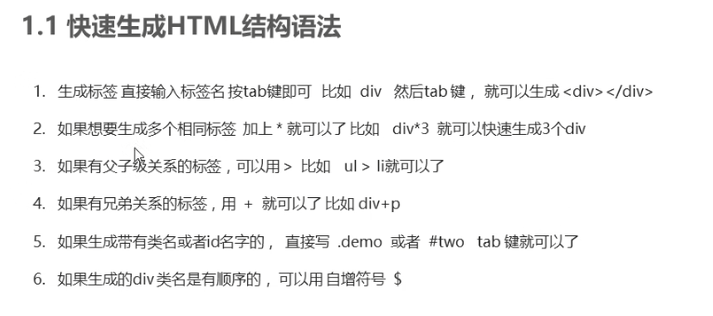 1.1 快速生成HTML结构语法
1. 生成标签 直接输入标签名 按tab键即可 比如 div 然后tab 键， 就可以生成 <div></div>
2. 如果想要生成多个相同标签 加上 * 就可以了 比如 div*3 就可以快速生成3个div
3. 如果有父子级关系的标签，可以用 > 比如 ul > li就可以了
4. 如果有兄弟关系的标签，用 + 就可以了 比如 div+p
5. 如果生成带有类名或者id名字的， 直接写 .demo 或者 #two tab 键就可以了
6. 如果生成的div 类名是有顺序的， 可以用 自增符号 $